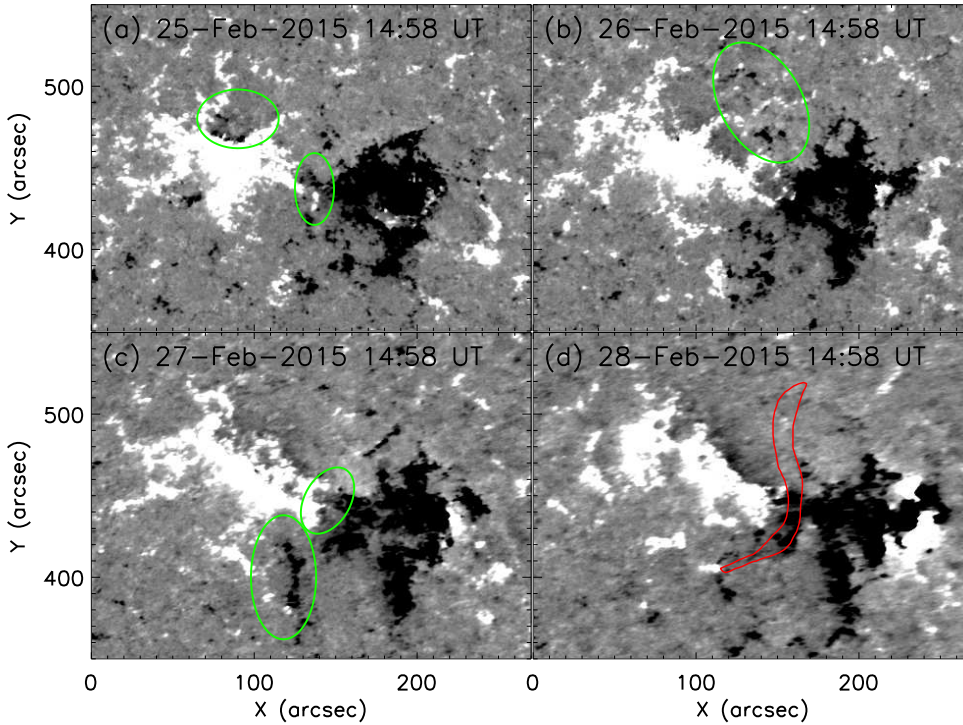 (a) 25-Feb-2015 14:58 UT
(b) 26-Feb-2015 14:58 UT
500
400
Y (arcsec)
(c) 27-Feb-2015 14:58 UT
(d) 28-Feb-2015 14:58 UT
500
400
Y (arcsec)
0
100
200
0
100
200
X (arcsec)
X (arcsec)